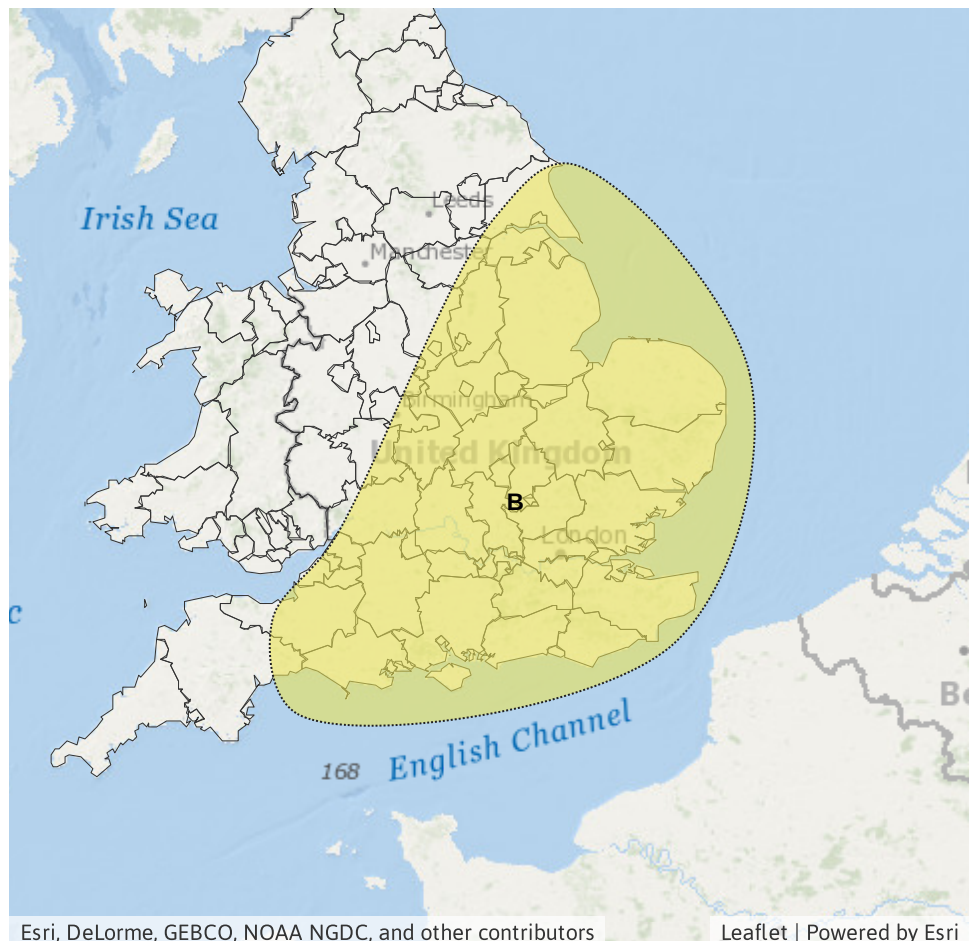 Leeds
Irish Sea
Manchester
Birmingham
United Kingdom
B
London
c
Be
English Channel
168
Esri, DeLorme, GEBCO, NOAA NGDC, and other contributors
Leaflet | Powered by Esri